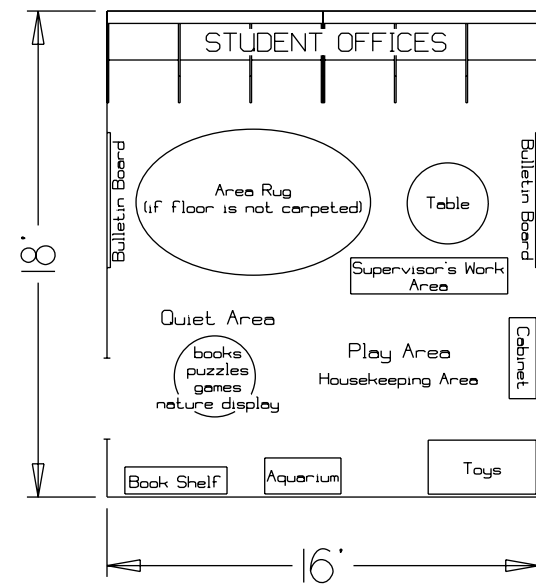 STUDENT OFFICES
Bulletin Board
Area Rug
(if floor is not carpeted)
Table
Bulletin Board
18'
Supervisor's Work
Area
Quiet Area
books
puzzles
games
nature display
Play Area
Housekeeping Area
Cabinet
Book Shelf
Aquarium
Toys
16'